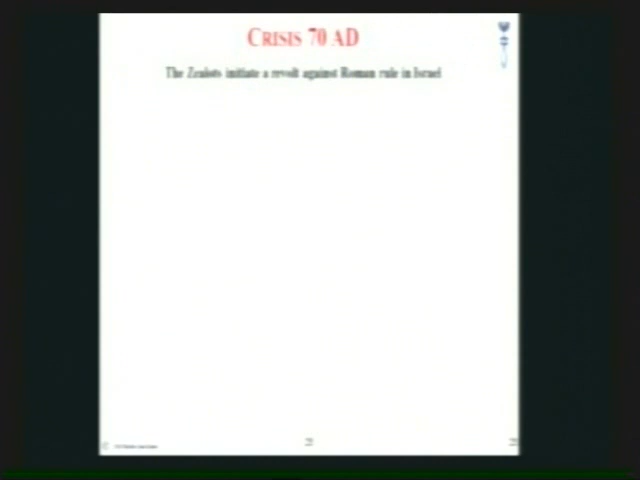 CRISIS 70 AD
The Zealots initiate a revolt against Roman rule in Israel